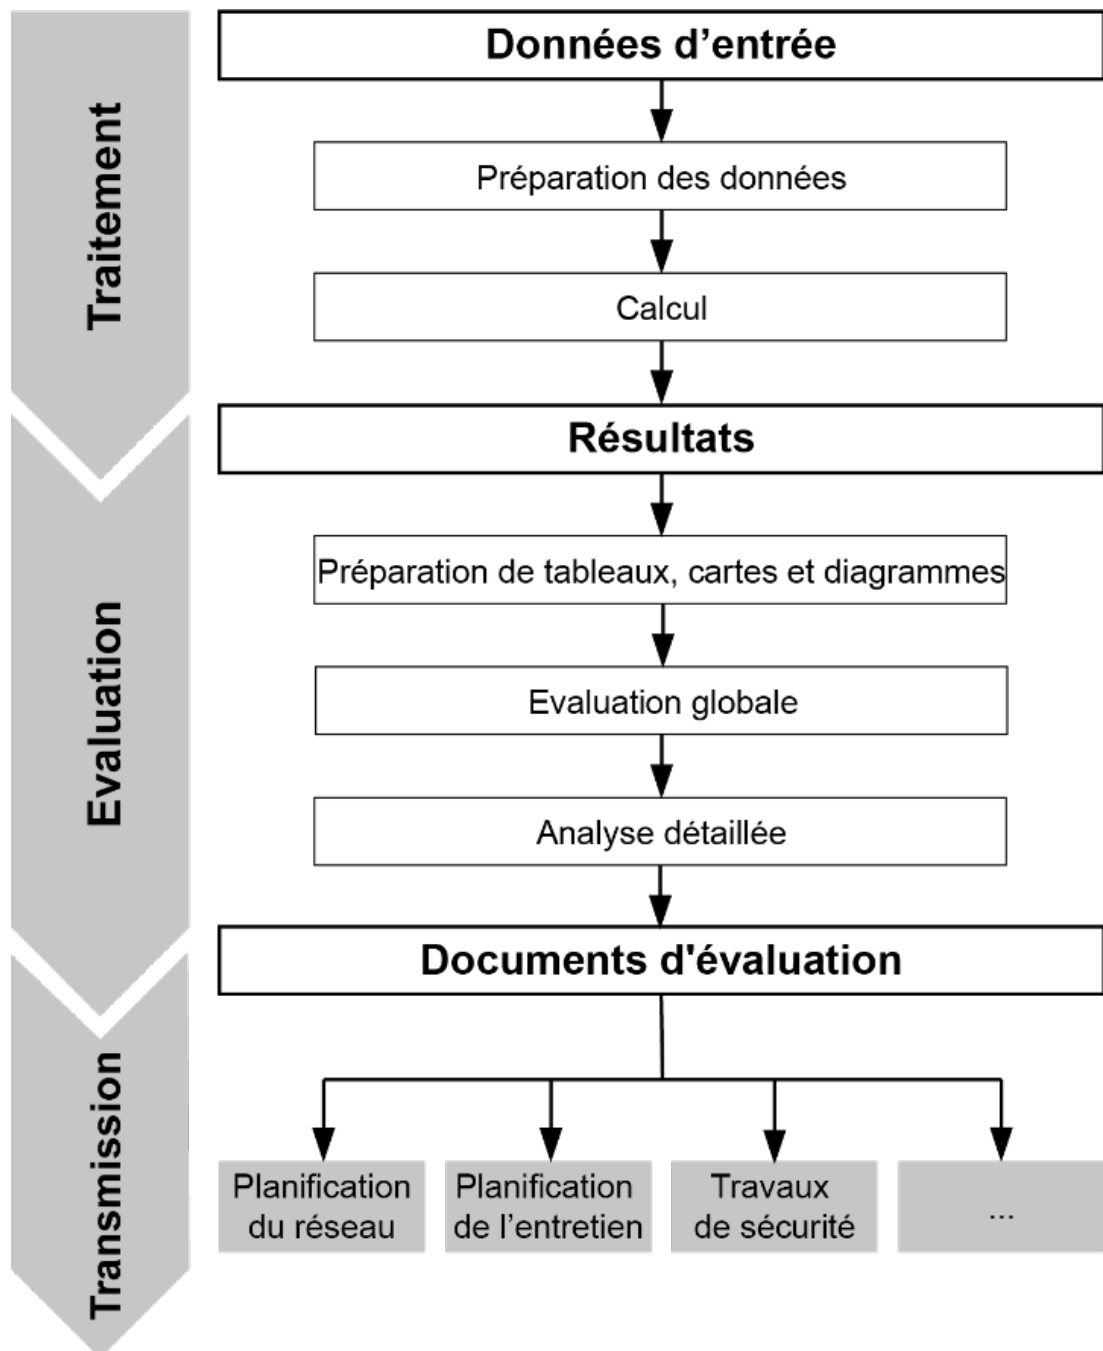 Traitement
Données d’entrée
Préparation des données
Calcul
Evaluation
Résultats
Préparation de tableaux, cartes et diagrammes
Evaluation globale
Analyse détaillée
Transmission
Documents d'évaluation
Planification
du réseau
Planification
de l’entretien
Travaux
de sécurité
...